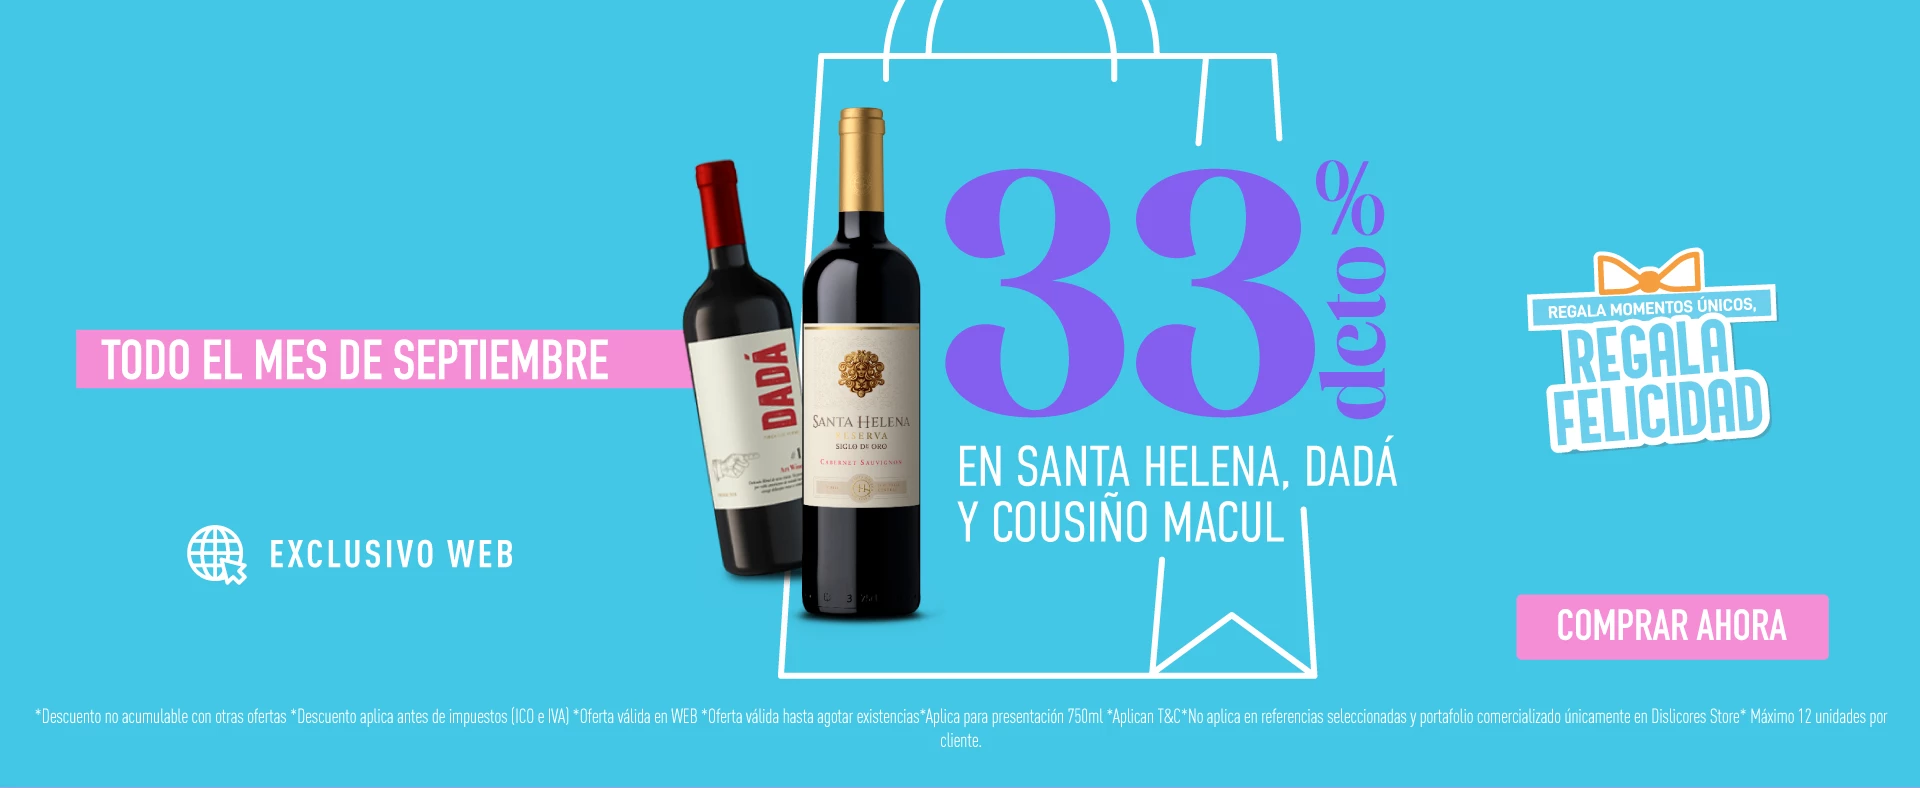 TODO EL MES DE SEPTIEMBRE
EXCLUSIVO WEB
DADÁ
#1
SANTA HELENA
RESERVA
SIGLO DE ORO
CABERNET SAUVIGNON
33% dcto
EN SANTA HELENA, DADÁ
Y COUSIÑO MACUL
REGALA MOMENTOS ÚNICOS,
REGALA
FELICIDAD
COMPRAR AHORA
*Descuento no acumulable con otras ofertas *Descuento aplica antes de impuestos (ICO e IVA) *Oferta válida en WEB *Oferta válida hasta agotar existencias*Aplica para presentación 750ml *Aplican T&C*No aplica en referencias seleccionadas y portafolio comercializado únicamente en Dislicores Store* Máximo 12 unidades por
cliente.